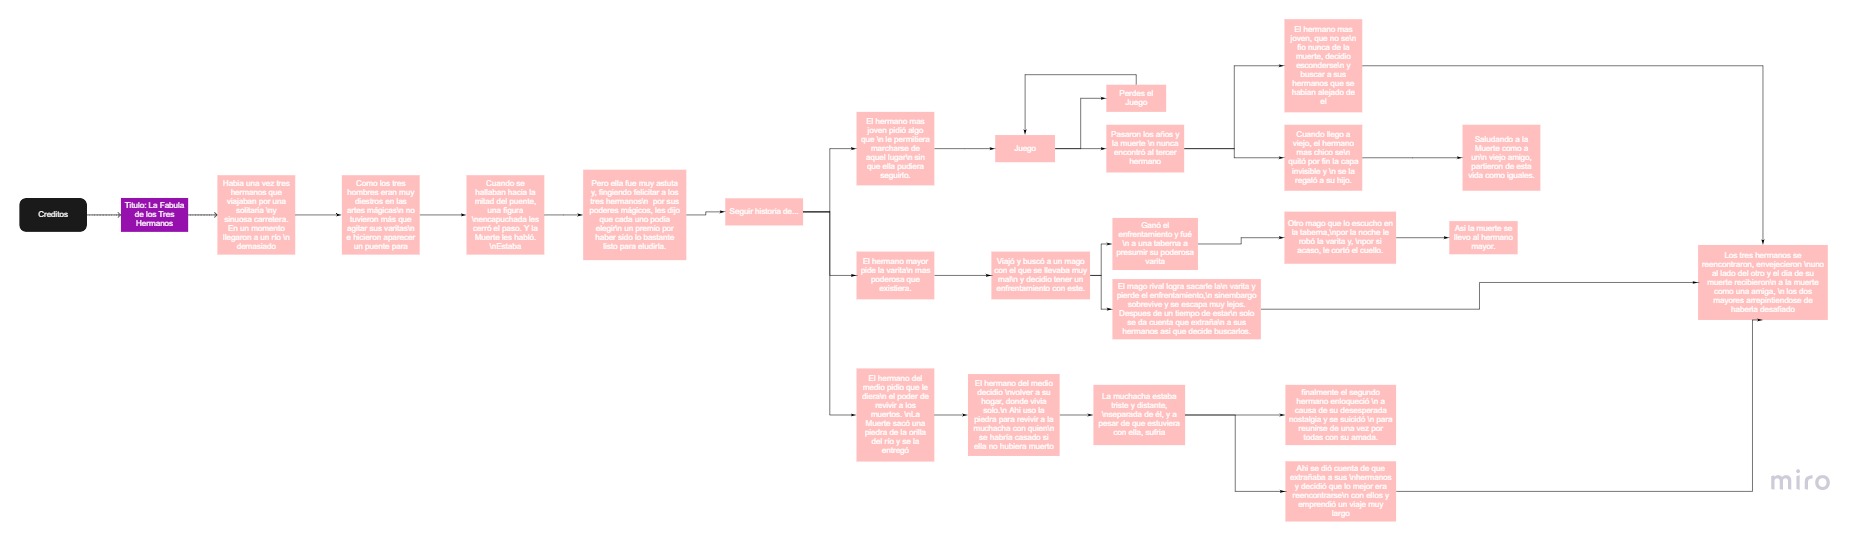 Creditos
Titulo: La Fabula
de los Tres
Hermanos
Habia una vez tres
hermanos que
viajaban por una
solitaria \ny
sinuosa carretera.
En un momento
llegaron a un rio \n
demasiado
Como los tres
hombres eran muy
diestros en las
artes mágicas\n no
tuvieron más que
agitar sus varitas\n
e hicieron aparecer
un puente para
Cuando se
hallaban hacia la
mitad del puente,
una figura
\nencapuchada les
cerró el paso. Y la
Muerte les habló.
\nEstaba
Pero ella fue muy astuta
y, fingiendo felicitar a los
tres hermanos\n por sus
poderes mágicos, les dijo
que cada uno podia
elegir\n un premio por
haber sido lo bastante
listo para eludirla.
Seguir historia de...
El hermano mas
joven pidió algo
que \n la permitiera
marcharse de
aquel lugar\n sin
que ella pudiera
seguirlo.
Juego
Perdes el
Juego
Pasaron los años y
la muerte \n nunca
encontró al tercer
hermano
El hermano mas
joven, que no se\n
fio nunca de la
muerte, decidio
esconderse\n y
buscar a sus
hermanos que se
habian alejado de
el
Cuando llego a
viejo, el hermano
mas chico se\n
quitó por fin la capa
invisible y \n se la
regaló a su hijo.
Saludando a la
Muerte como a
un\n viejo amigo,
partieron de este
vida como iguales.
El hermano mayor
pide la varita\n mas
poderosa que
existiera.
Viajó y buscó a un mago
con el que se llevaba muy
mal\n y decidio tener un
enfrentamiento con este.
Ganó el
enfrentamiento y fué
\n a una taberna a
presumir su poderosa
varita
Otro mago que lo escucho en
la taberna,\npor la noche le
robó la varita y, \npor si
acaso, le cortó el cuello.
Asi la muerte se
llevo al hermano
mayor.
El mago rival logra sacarle la\n varita y
pierde el enfrentamiento,\n sinembargo
sobrevive y se escapa muy lejos.
Despues de un tiempo de estar\n solo
se da cuenta que extraña\n a sus
hermanos asi que decide buscarlos.
Los tres hermanos se
reencontraron, envejecieron \nuno
al lado del otro y el dia de su
muerte recibieron\n a la muerte
como una amiga, \n los dos
mayores arrepintiendose de
haberla desafiado
El hermano del
medio pidio que le
diera\n el poder de
revivir a los
muertos. \nLa
Muerte sacó una
piedra de la orilla
del río y se la
entregó
El hermano del medio
decidio \nvolver a su
hogar, donde vivie
solo.\n Ahi uso la
piedra para revivir a la
muchacha con quien\n
se habria casado si
ella no hubiera muerto
La muchacha estaba
triste y distante,
\nseparada de él, y a
pesar de que estuviera
con ella, sufria
finalmente el segundo
hermano enloqueció \n a
causa de su desesperada
nostalgia y se suicidó \n para
reunirse de una vez por
todas con su amada.
Ahi se dió cuenta de que
extrañaba a sus \nhermanos
y decidió que lo mejor era
reencontrarse\n con ellos y
emprendio un viaje muy
largo
miro